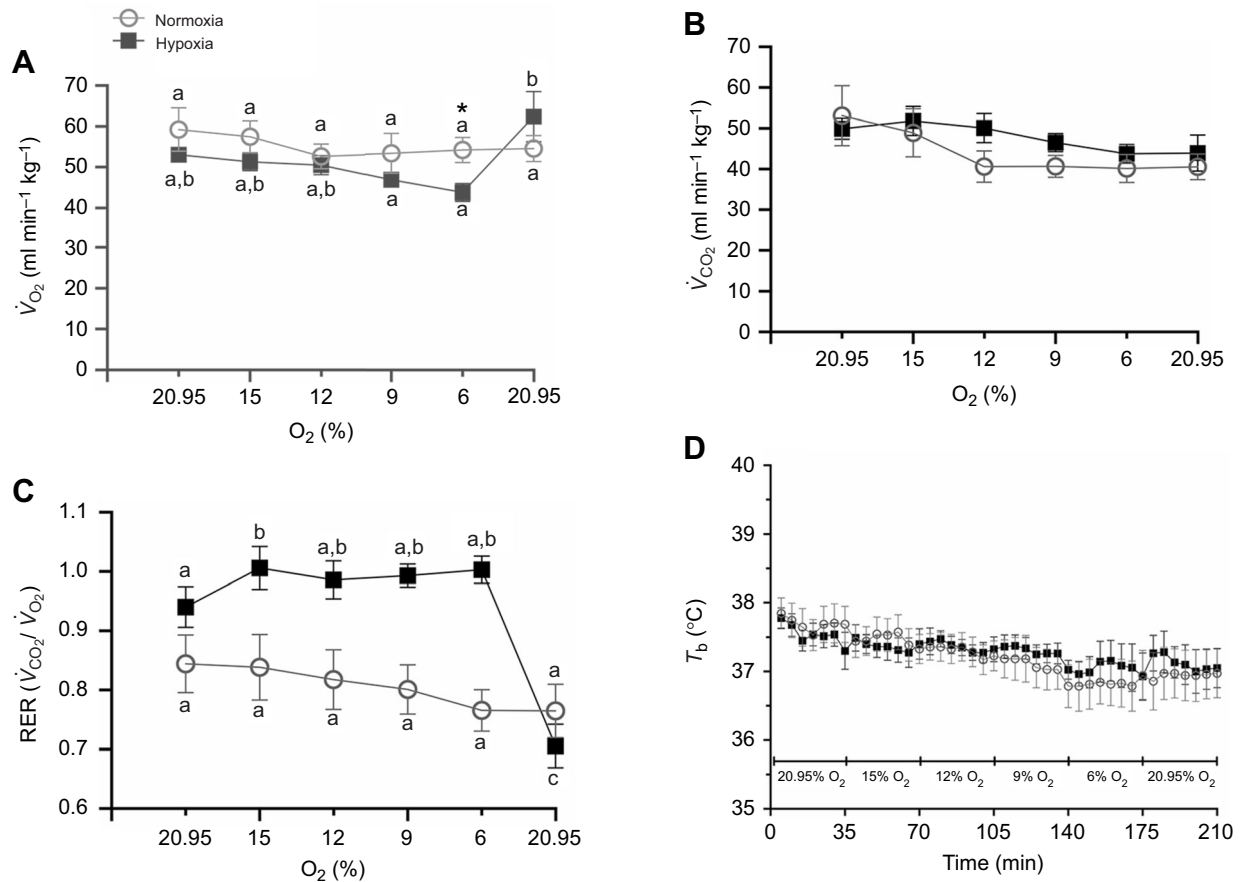 Normoxia
Hypoxia
A
70
60
50
40
30
20
10
0
V̇O₂ (ml min⁻¹ kg⁻¹)
a
a
a
a
*
a
b
a,b
a,b
a,b
a
a
a
20.95
15
12
9
6
20.95
O₂ (%)
B
70
60
50
40
30
20
10
0
V̇CO₂ (ml min⁻¹ kg⁻¹)
20.95
15
12
9
6
20.95
O₂ (%)
C
1.1
1.0
0.9
0.8
0.7
0.6
RER (V̇CO₂/ V̇O₂)
a
b
a,b
a,b
a,b
a
a
a
a
a
a
c
20.95
15
12
9
6
20.95
O₂ (%)
D
40
39
38
37
36
35
Tb (°C)
20.95% O₂
15% O₂
12% O₂
9% O₂
6% O₂
20.95% O₂
0
35
70
105
140
175
210
Time (min)